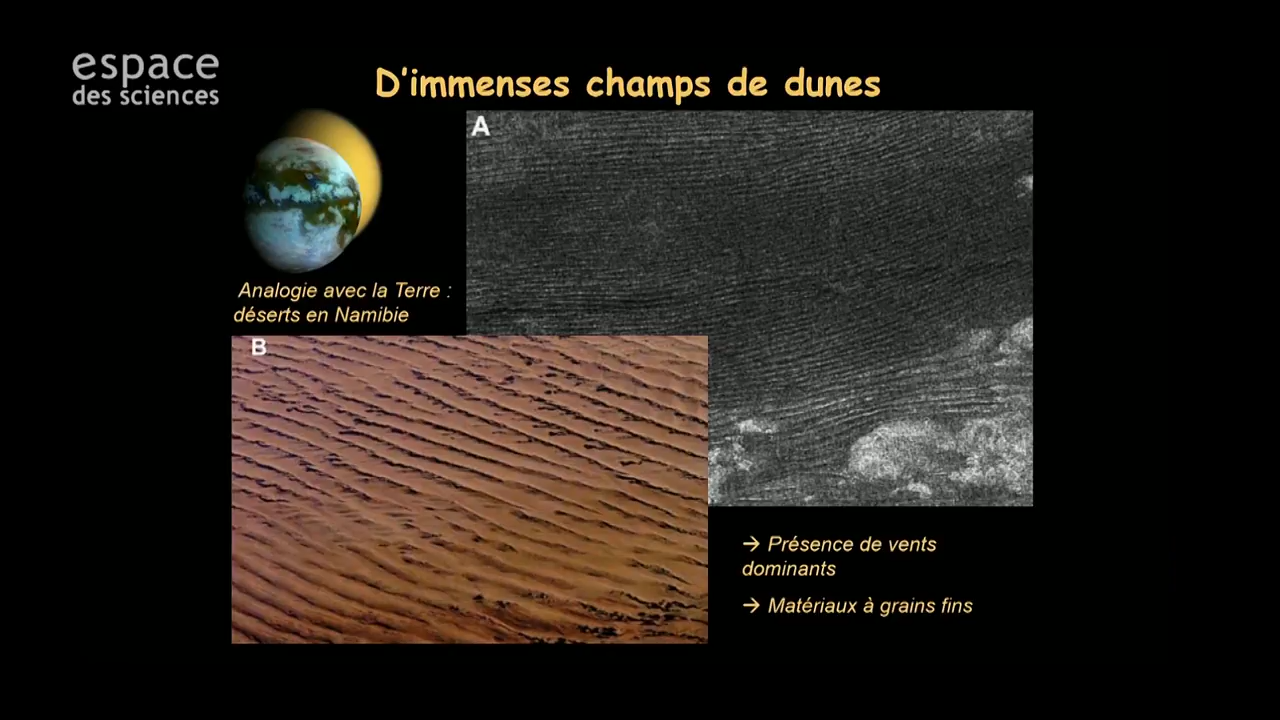 espace
des sciences
D'immenses champs de dunes
A
Analogie avec la Terre :
déserts en Namibie
B
→ Présence de vents
dominants
→ Matériaux à grains fins